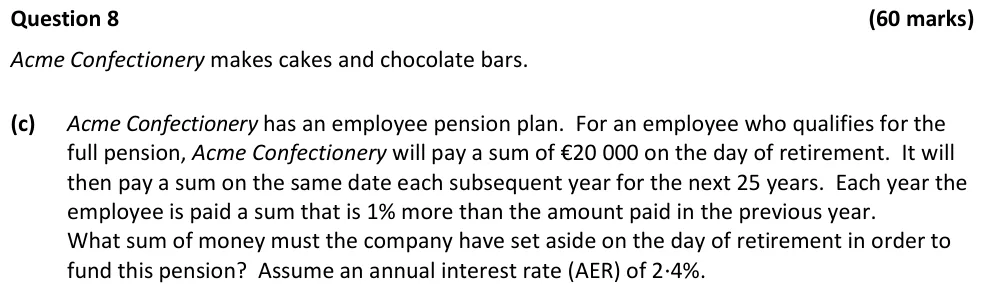 Question 8 (60 marks)
Acme Confectionery makes cakes and chocolate bars.
(c) Acme Confectionery has an employee pension plan. For an employee who qualifies for the
full pension, Acme Confectionery will pay a sum of €20 000 on the day of retirement. It will
then pay a sum on the same date each subsequent year for the next 25 years. Each year the
employee is paid a sum that is 1% more than the amount paid in the previous year.
What sum of money must the company have set aside on the day of retirement in order to
fund this pension? Assume an annual interest rate (AER) of 2·4%.